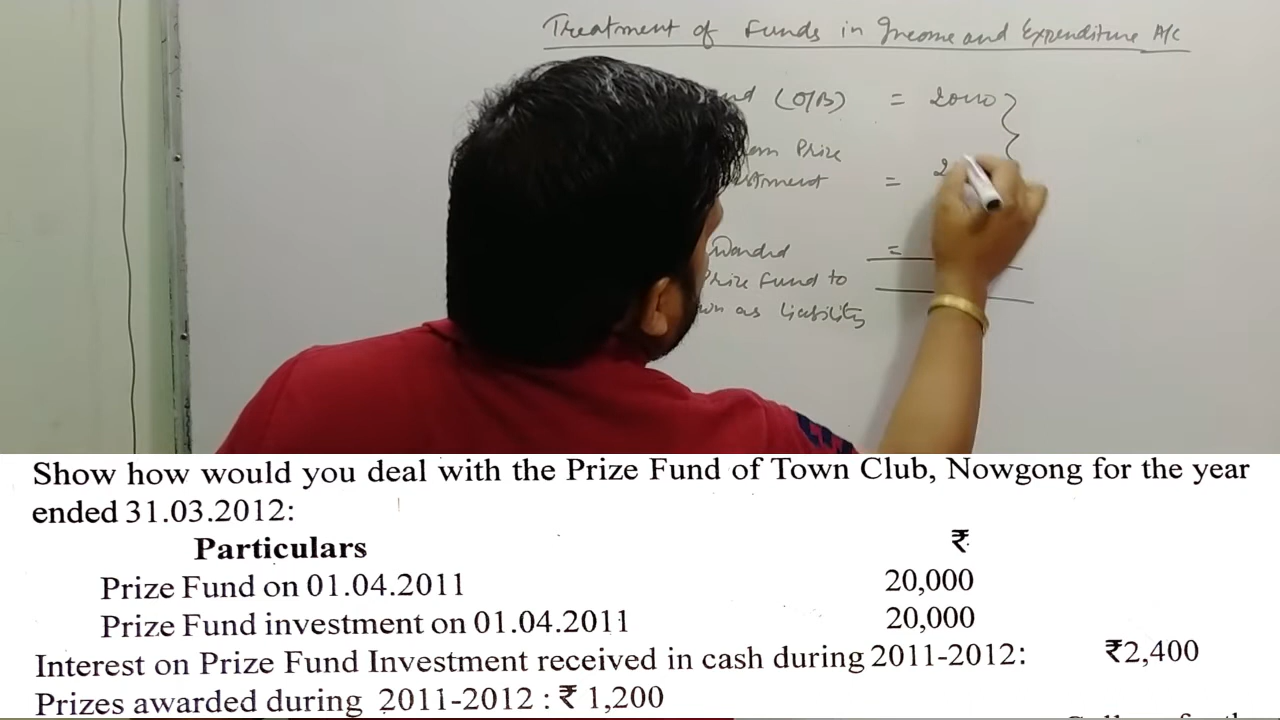 Treatment of Funds in Income and Expenditure A/c
(O/B) = 20000
Prize
=
=
Prize Fund to
as liability
Show how would you deal with the Prize Fund of Town Club, Nowgong for the year
ended 31.03.2012:
Particulars ₹
Prize Fund on 01.04.2011 20,000
Prize Fund investment on 01.04.2011 20,000
Interest on Prize Fund Investment received in cash during 2011-2012: ₹2,400
Prizes awarded during 2011-2012 : ₹ 1,200